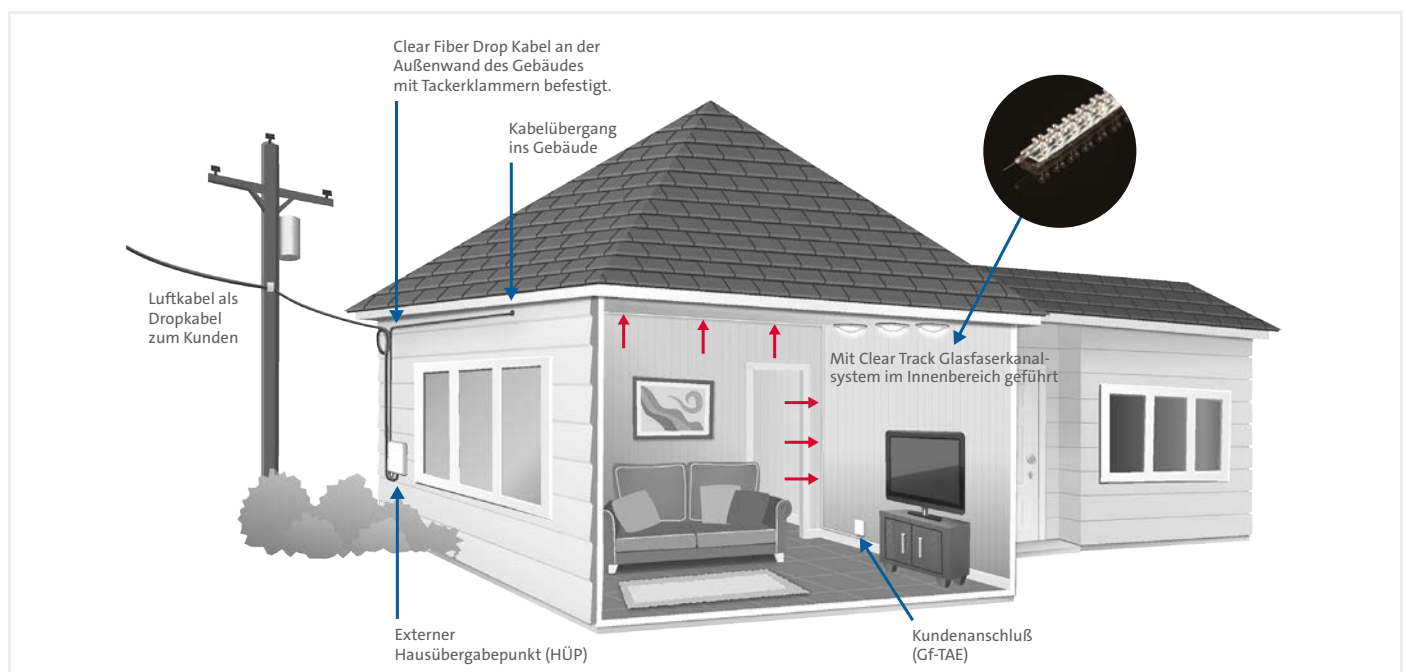 Clear Fiber Drop Kabel an der
Außenwand des Gebäudes
mit Tackerklammern befestigt.
Kabelübergang
ins Gebäude
Luftkabel als
Dropkabel
zum Kunden
Mit Clear Track Glasfaserkanal-
system im Innenbereich geführt
Externer
Hausübergabepunkt (HÜP)
Kundenanschluß
(Gf-TAE)